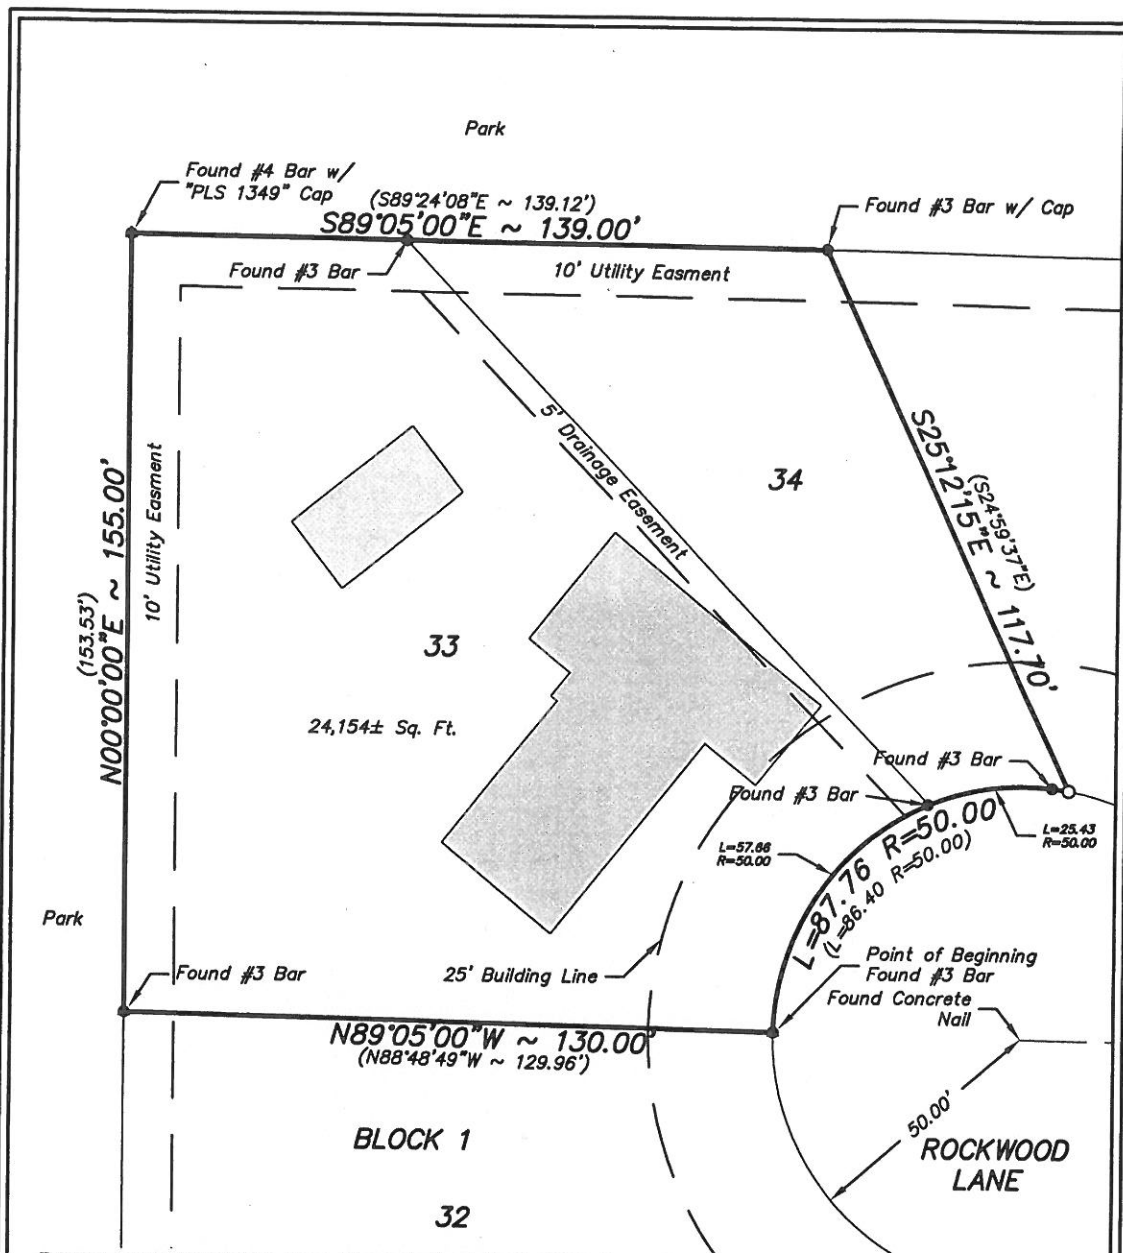 Park
Found #4 Bar w/
"PLS 1349" Cap
(S89°24'08"E ~ 139.12')
S89°05'00"E ~ 139.00'
Found #3 Bar w/ Cap
Found #3 Bar
10' Utility Easment
5' Drainage Easement
34
S25°12'15"E ~ 117.70'
(S24°59'37"E)
10' Utility Easment
(153.53')
N00°00'00"E ~ 155.00'
33
24,154± Sq. Ft.
Found #3 Bar
Found #3 Bar
L=57.66
R=50.00
L=25.43
R=50.00
L=87.76 R=50.00
(L=86.40 R=50.00)
Park
Found #3 Bar
25' Building Line
Point of Beginning
Found #3 Bar
Found Concrete
Nail
N89°05'00"W ~ 130.00'
(N88°48'49"W ~ 129.96')
50.00'
BLOCK 1
ROCKWOOD
LANE
32